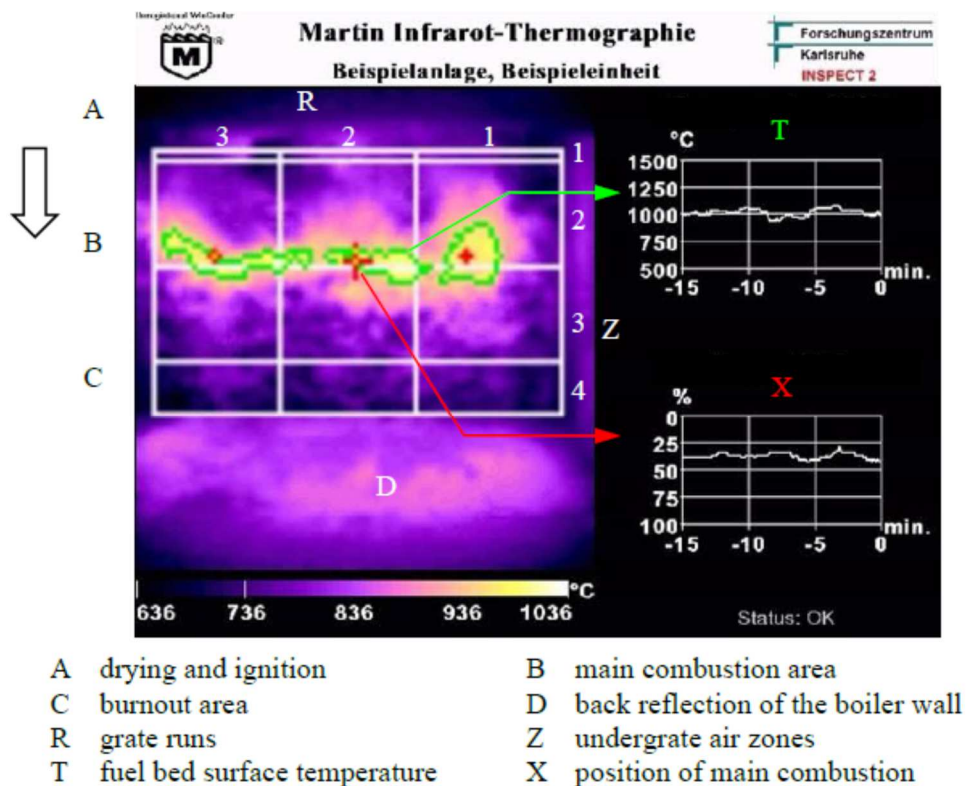 Unregistered WinCender
M
®
Martin Infrarot-Thermographie
Beispielanlage, Beispieleinheit
Forschungszentrum
Karlsruhe
INSPECT 2
A
R
3 2 1
1
2
B
3
Z
C
4
D
T
°C
1500
1250
1000
750
500
-15 -10 -5 0
min.
X
%
0
25
50
75
100
-15 -10 -5 0
min.
°C
636 736 836 936 1036
Status: OK
A drying and ignition
B main combustion area
C burnout area
D back reflection of the boiler wall
R grate runs
Z undergrate air zones
T fuel bed surface temperature
X position of main combustion